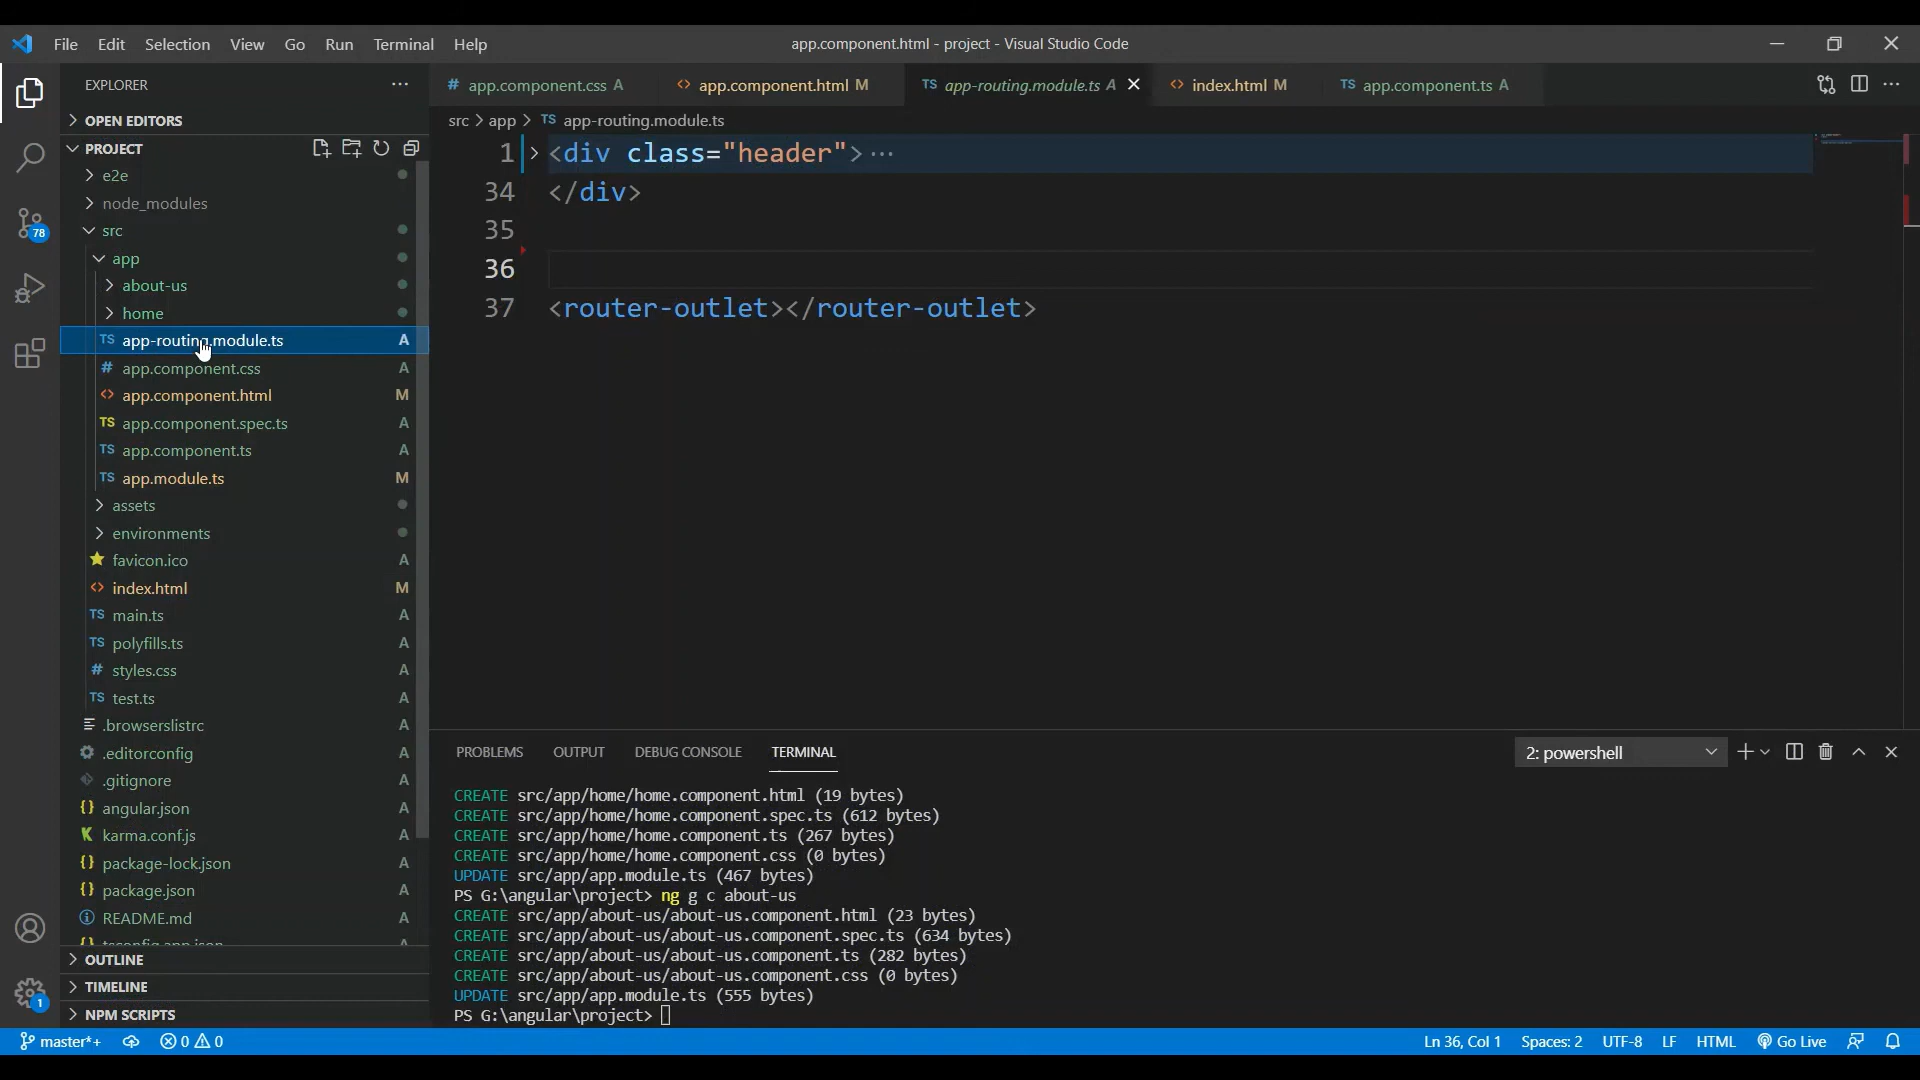 File Edit Selection View Go Run Terminal Help
app.component.html - project - Visual Studio Code
EXPLORER
OPEN EDITORS
PROJECT
e2e
node_modules
src
app
about-us
home
TS app-routing.module.ts A
# app.component.css A
<> app.component.html M
TS app.component.spec.ts A
TS app.component.ts A
TS app.module.ts M
assets
environments
favicon.ico A
<> index.html M
TS main.ts A
TS polyfills.ts A
# styles.css A
TS test.ts A
.browserslistrc A
.editorconfig A
.gitignore A
{} angular.json A
karma.conf.js A
{} package-lock.json A
{} package.json A
README.md A
{} tsconfig.app.json A
OUTLINE
TIMELINE
NPM SCRIPTS
78
1
# app.component.css A
<> app.component.html M
TS app-routing.module.ts A
<> index.html M
TS app.component.ts A
src > app > TS app-routing.module.ts
1 <div class="header"> ...
34 </div>
35
36
37 <router-outlet></router-outlet>
PROBLEMS OUTPUT DEBUG CONSOLE TERMINAL
2: powershell
CREATE src/app/home/home.component.html (19 bytes)
CREATE src/app/home/home.component.spec.ts (612 bytes)
CREATE src/app/home/home.component.ts (267 bytes)
CREATE src/app/home/home.component.css (0 bytes)
UPDATE src/app/app.module.ts (467 bytes)
PS G:\angular\project> ng g c about-us
CREATE src/app/about-us/about-us.component.html (23 bytes)
CREATE src/app/about-us/about-us.component.spec.ts (634 bytes)
CREATE src/app/about-us/about-us.component.ts (282 bytes)
CREATE src/app/about-us/about-us.component.css (0 bytes)
UPDATE src/app/app.module.ts (555 bytes)
PS G:\angular\project>
master*+ 0 0
Ln 36, Col 1 Spaces: 2 UTF-8 LF HTML Go Live